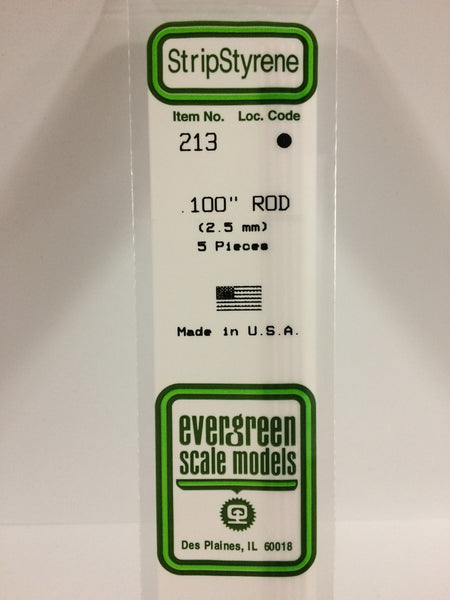 StripStyrene
Item No. Loc. Code
213
.100" ROD
(2.5 mm)
5 Pieces
Made in U.S.A.
evergreen
scale models
Des Plaines, IL 60018